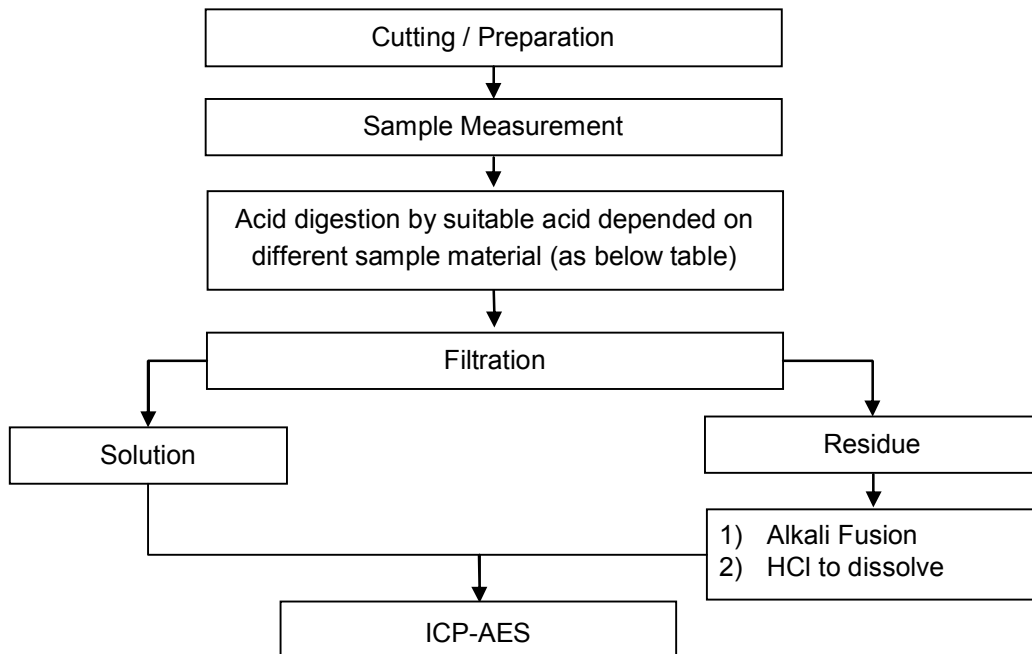 Cutting / Preparation
Sample Measurement
Acid digestion by suitable acid depended on
different sample material (as below table)
Filtration
Solution
Residue
1) Alkali Fusion
2) HCl to dissolve
ICP-AES